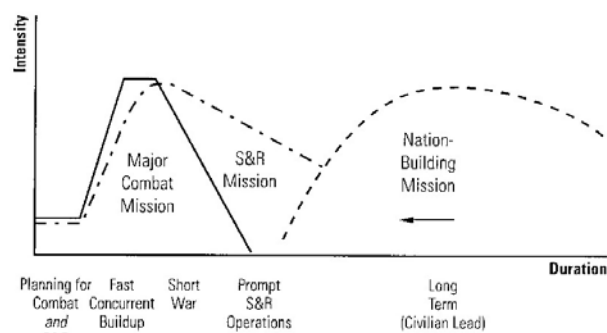 Intensity
Major
Combat
Mission
S&R
Mission
Nation-
Building
Mission
Duration
Planning for
Combat
and
Fast
Concurrent
Buildup
Short
War
Prompt
S&R
Operations
Long
Term
(Civilian Lead)